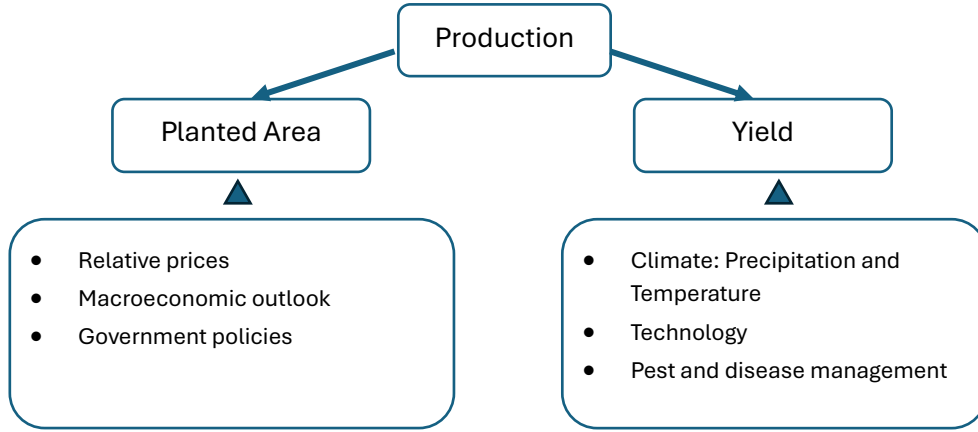 Production
Planted Area
Yield
• Relative prices
• Macroeconomic outlook
• Government policies
• Climate: Precipitation and
Temperature
• Technology
• Pest and disease management